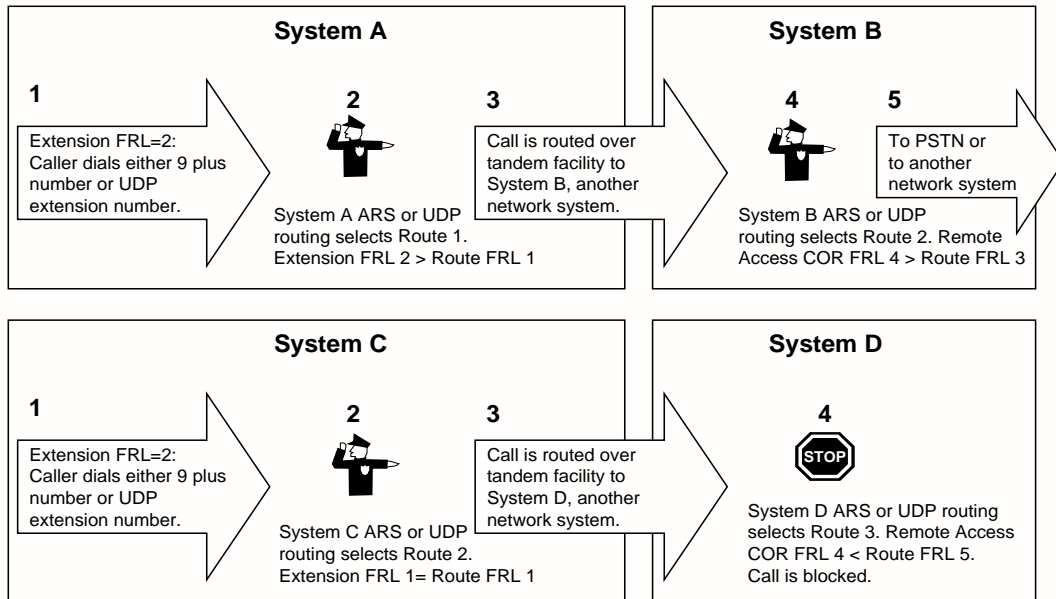 System A
1
Extension FRL=2:
Caller dials either 9 plus
number or UDP
extension number.
2
System A ARS or UDP
routing selects Route 1.
Extension FRL 2 > Route FRL 1
3
Call is routed over
tandem facility to
System B, another
network system.
System B
4
System B ARS or UDP
routing selects Route 2. Remote
Access COR FRL 4 > Route FRL 3
5
To PSTN or
to another
network system
System C
1
Extension FRL=2:
Caller dials either 9 plus
number or UDP
extension number.
2
System C ARS or UDP
routing selects Route 2.
Extension FRL 1= Route FRL 1
3
Call is routed over
tandem facility to
System D, another
network system.
System D
4
STOP
System D ARS or UDP routing
selects Route 3. Remote Access
COR FRL 4 < Route FRL 5.
Call is blocked.